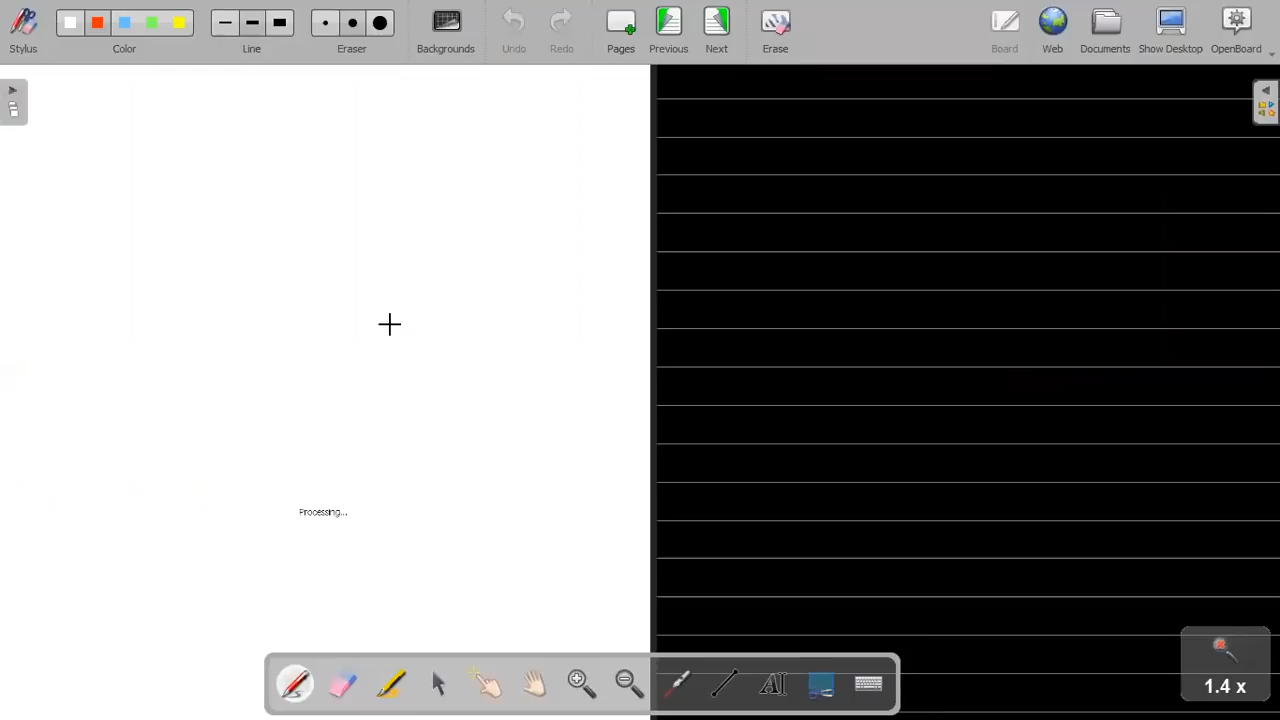 Stylus
Color
Line
Eraser
Backgrounds
Undo
Redo
Pages
Previous
Next
Erase
Board
Web
Documents
Show Desktop
OpenBoard
Processing...
AI
1.4 x